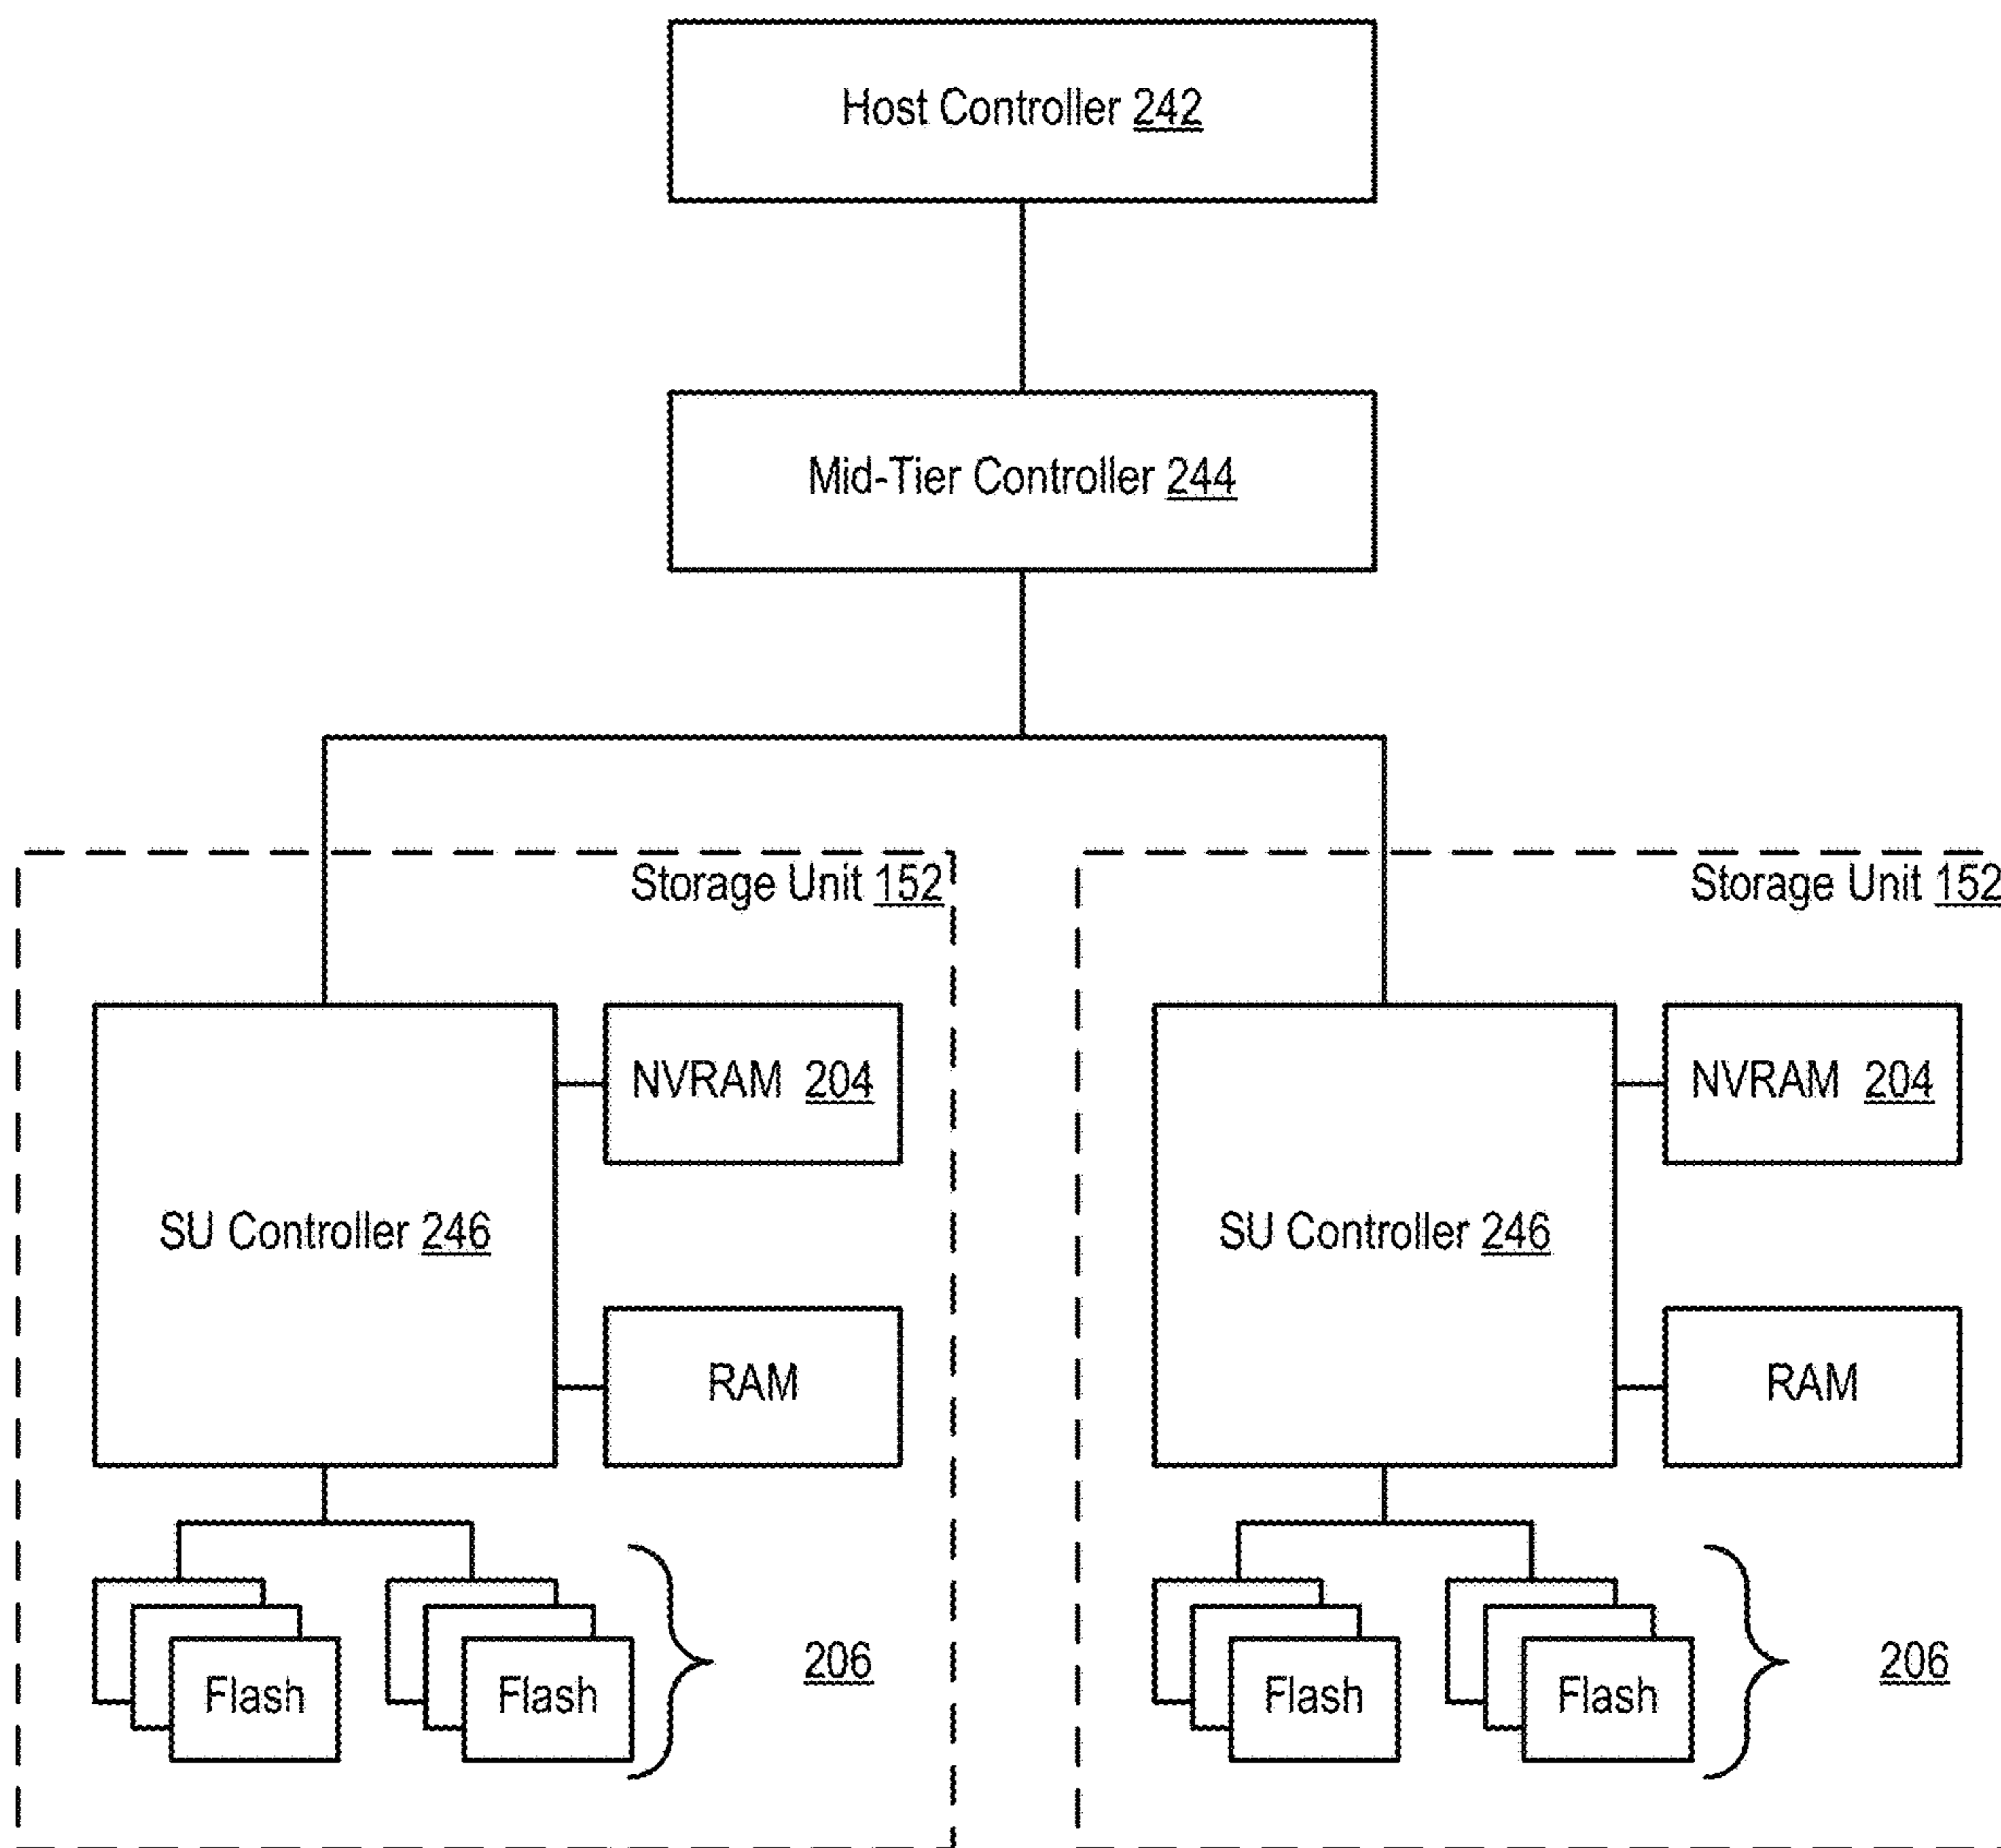 Host Controller 242
Mid-Tier Controller 244
Storage Unit 152
NVRAM 204
SU Controller 246
RAM
Flash
Flash
206
Storage Unit 152
NVRAM 204
SU Controller 246
RAM
Flash
Flash
206